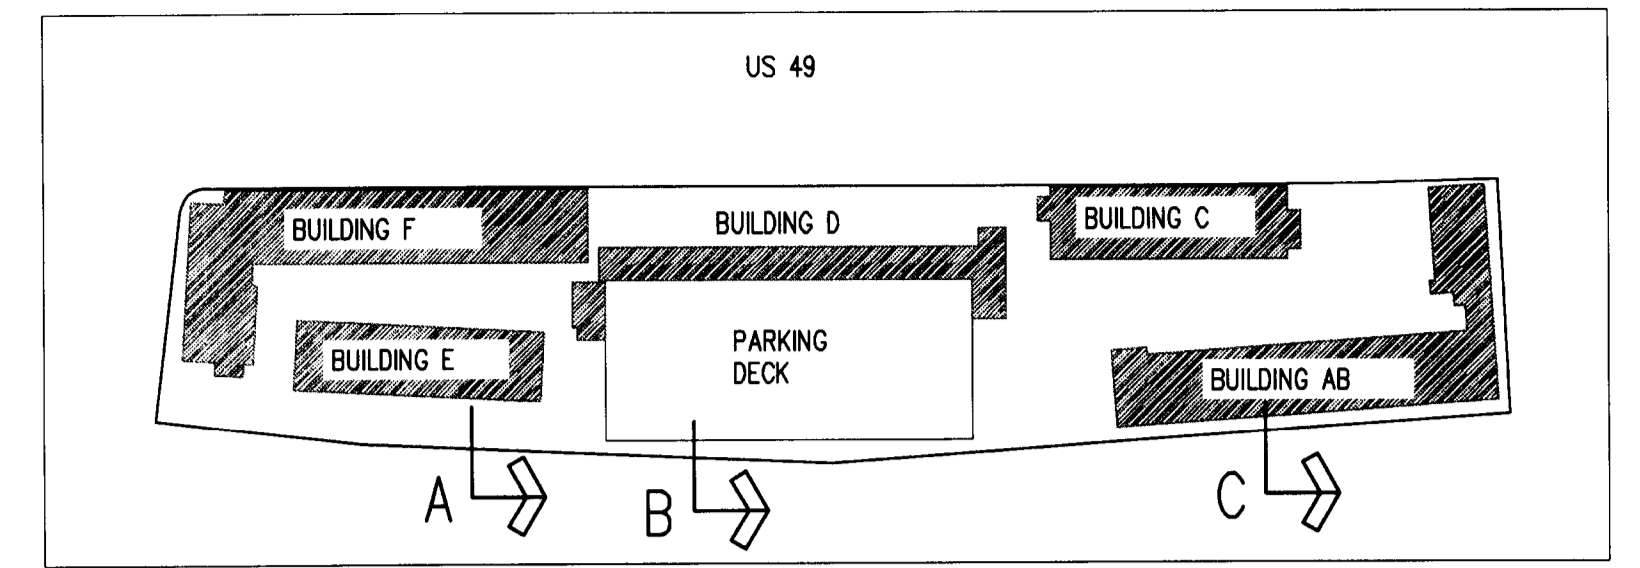 US 49
BUILDING F
BUILDING D
BUILDING C
BUILDING E
PARKING
DECK
BUILDING AB
A
B
C